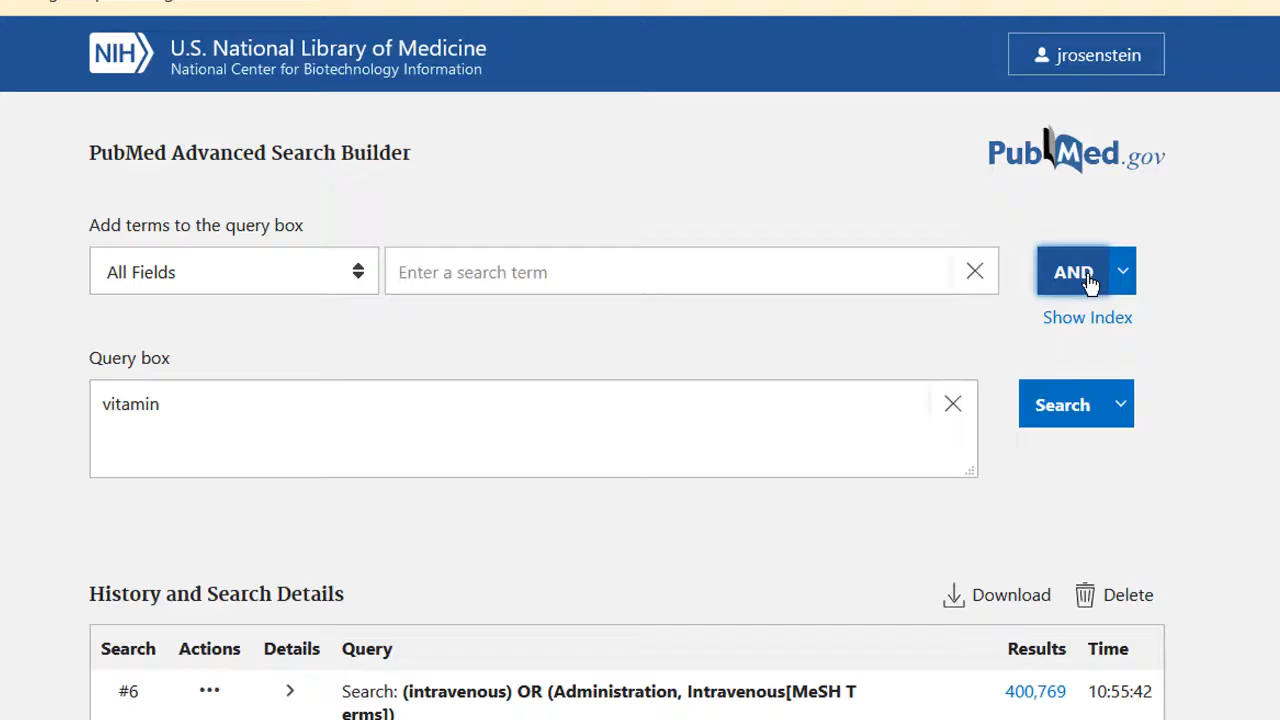 NIH
U.S. National Library of Medicine
National Center for Biotechnology Information
jrosenstein
PubMed Advanced Search Builder
PubMed.gov
Add terms to the query box
All Fields
Enter a search term
AND
Show Index
Query box
vitamin
Search
History and Search Details
Download
Delete
Search Actions Details Query Results Time
#6 ••• Search: (intravenous) OR (Administration, Intravenous[MeSH T 400,769 10:55:42
erms])